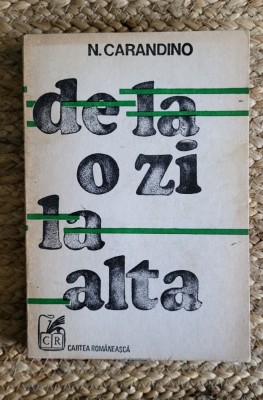 N. CARANDINO
de la
o zi
la
alta
CR
CARTEA ROMÂNEASCĂ